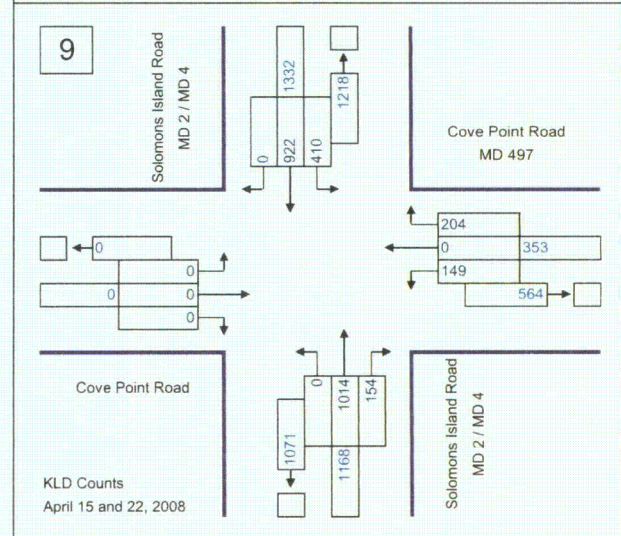 9
Solomons Island Road
MD 2 / MD 4
1332
1218
0
922
410
Cove Point Road
MD 497
204
0
353
149
564
0
0
0
0
0
Cove Point Road
0
1014
154
1071
1168
Solomons Island Road
MD 2 / MD 4
KLD Counts
April 15 and 22, 2008